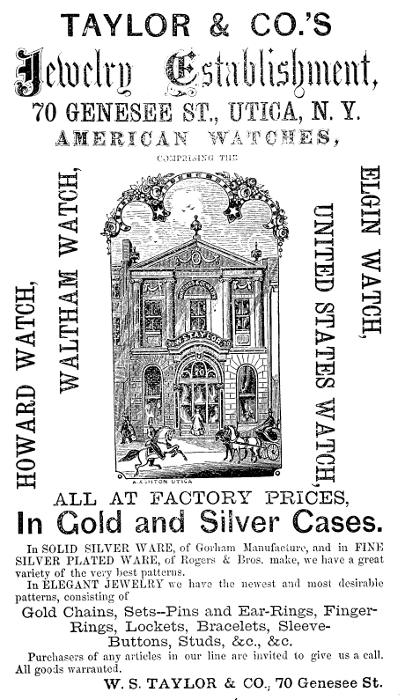 TAYLOR & CO.'S
Jewelry Establishment,
70 GENESEE ST., UTICA, N. Y.
AMERICAN WATCHES,
COMPRISING THE
HOWARD WATCH,
WALTHAM WATCH,
UNITED STATES WATCH,
ELGIN WATCH,
W.S.TAYLOR
70
UTICA
ALL AT FACTORY PRICES,
In Gold and Silver Cases.
In SOLID SILVER WARE, of Gorham Manufacture, and in FINE
SILVER PLATED WARE, of Rogers & Bros. make, we have a great
variety of the very best patterns.
In ELEGANT JEWELRY we have the newest and most desirable
patterns, consisting of
Gold Chains, Sets--Pins and Ear-Rings, Finger-
Rings, Lockets, Bracelets, Sleeve-
Buttons, Studs, &c., &c.
Purchasers of any articles in our line are invited to give us a call.
All goods warranted.
W. S. TAYLOR & CO., 70 Genesee St.